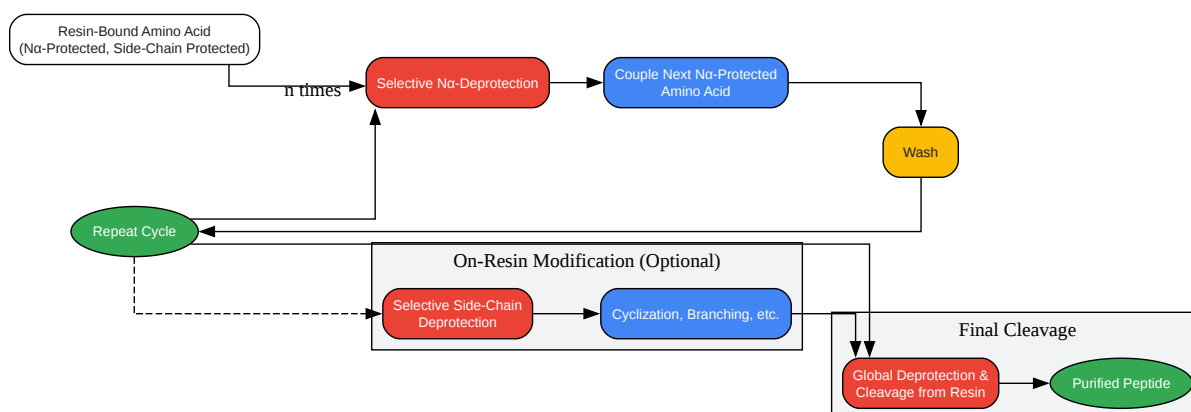 Resin-Bound Amino Acid
(Nα-Protected, Side-Chain Protected)
n times
Selective Nα-Deprotection
Couple Next Nα-Protected
Amino Acid
Wash
Repeat Cycle
On-Resin Modification (Optional)
Selective Side-Chain
Deprotection
Cyclization, Branching, etc.
Final Cleavage
Global Deprotection &
Cleavage from Resin
Purified Peptide